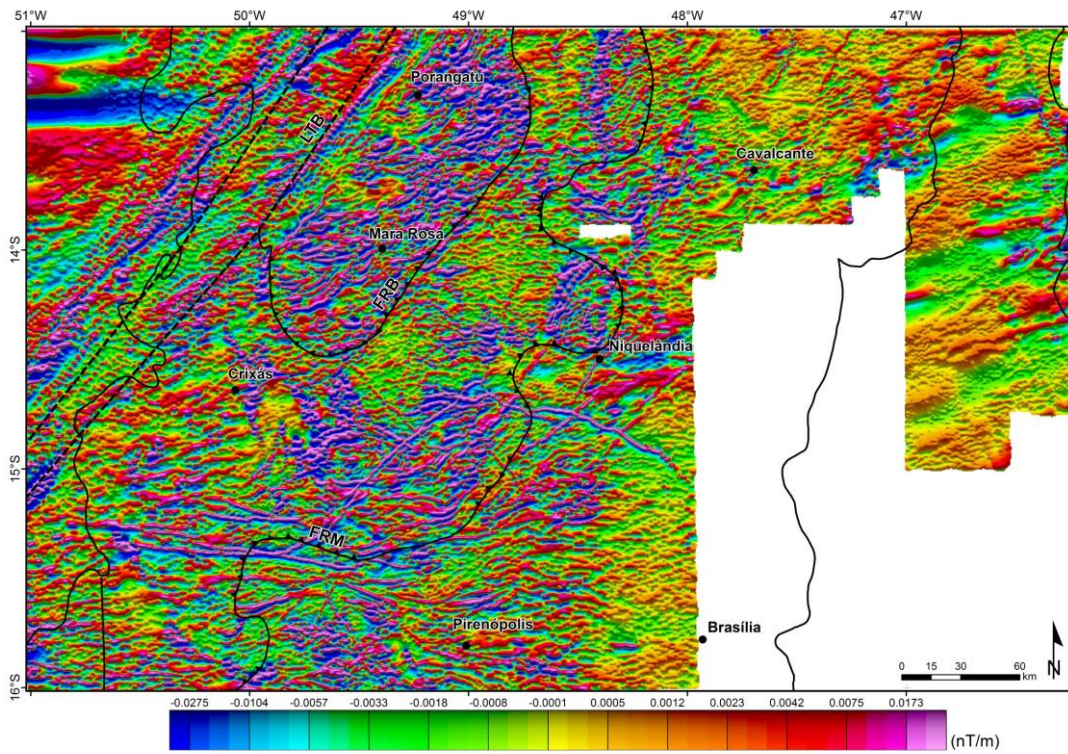 51°W 50°W 49°W 48°W 47°W
Porangatu
LTB
Cavalcante
14°S
Mara Rosa
FRB
Niquelândia
Crixás
15°S
FRM
Pirenópolis
Brasília
N
0 15 30 60
km
16°S
-0.0275 -0.0104 -0.0057 -0.0033 -0.0018 -0.0008 -0.0001 0.0005 0.0012 0.0023 0.0042 0.0075 0.0173
(nT/m)